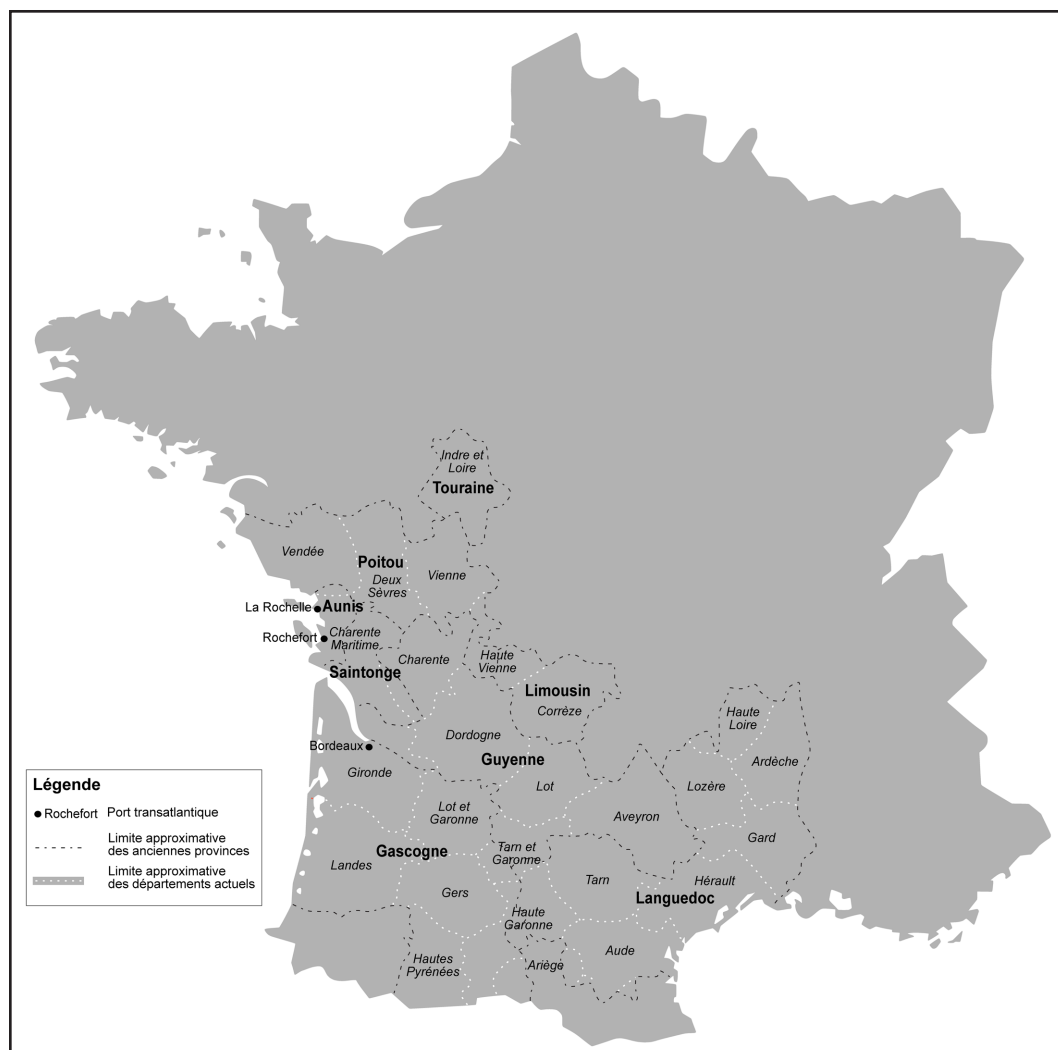 Indre et
Loire
Touraine
Vendée
Poitou
Deux
Sèvres
Vienne
La Rochelle
Aunis
Rochefort
Charente
Maritime
Charente
Haute
Vienne
Saintonge
Limousin
Corrèze
Haute
Loire
Bordeaux
Dordogne
Guyenne
Ardèche
Gironde
Lot
Lozère
Lot et
Garonne
Aveyron
Gard
Gascogne
Tarn et
Garonne
Landes
Gers
Tarn
Hérault
Languedoc
Haute
Garonne
Hautes
Pyrénées
Ariège
Aude
Légende
Rochefort Port transatlantique
Limite approximative
des anciennes provinces
Limite approximative
des départements actuels